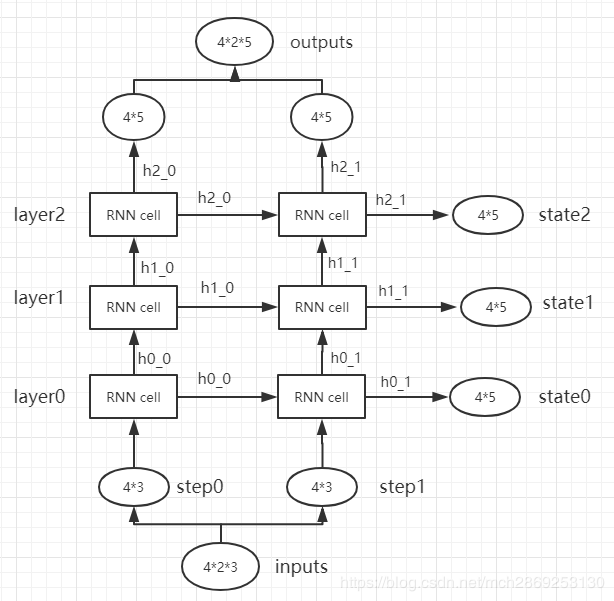 4*2*5 outputs
4*5 4*5
h2_0 h2_1
layer2 RNN cell h2_0 RNN cell h2_1 4*5 state2
h1_0 h1_1
layer1 RNN cell h1_0 RNN cell h1_1 4*5 state1
h0_0 h0_1
layer0 RNN cell h0_0 RNN cell h0_1 4*5 state0
4*3 step0 4*3 step1
4*2*3 inputs
https://blog.csdn.net/mch2869253130